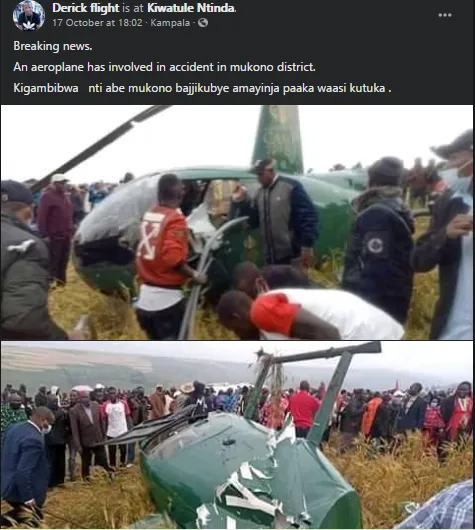 Derick flight is at Kiwatule Ntinda.
17 October at 18:02 · Kampala ·
Breaking news.
An aeroplane has involved in accident in mukono district.
Kigambibwa nti abe mukono bajjikubye amayinja paaka waasi kutuka .